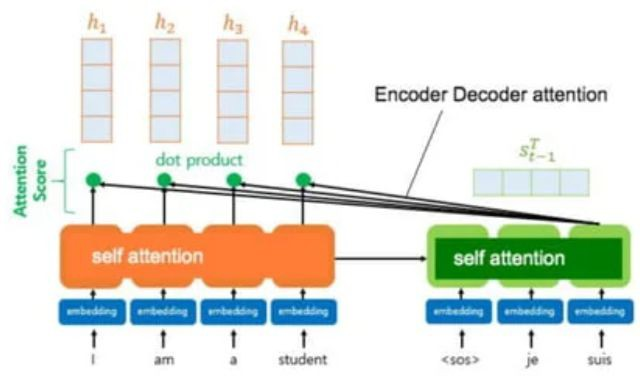 h₁ h₂ h₃ h₄
Encoder Decoder attention
Attention
Score
dot product
sᵀₜ₋₁
self attention
self attention
embedding embedding embedding embedding embedding embedding embedding
I am a student <sos> je suis